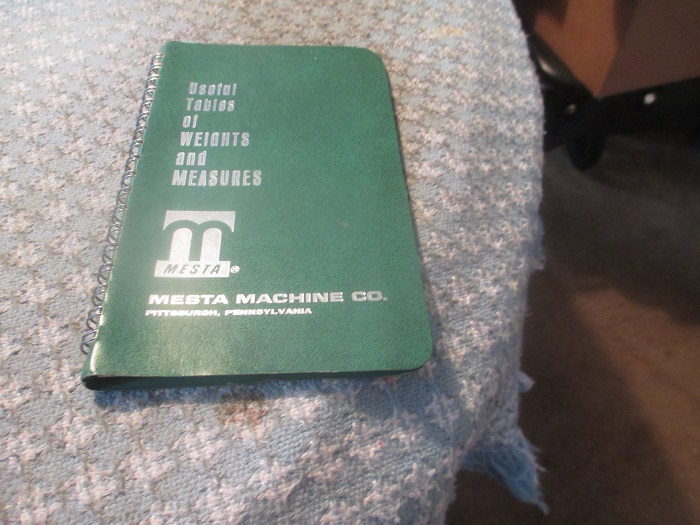 Useful
Tables
of
WEIGHTS
and
MEASURES
m
MESTA ®
MESTA MACHINE CO.
PITTSBURGH, PENNSYLVANIA